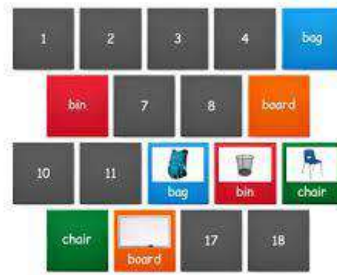 1 2 3 4 bag
bin 7 8 board
10 11 bag bin chair
chair board 17 18